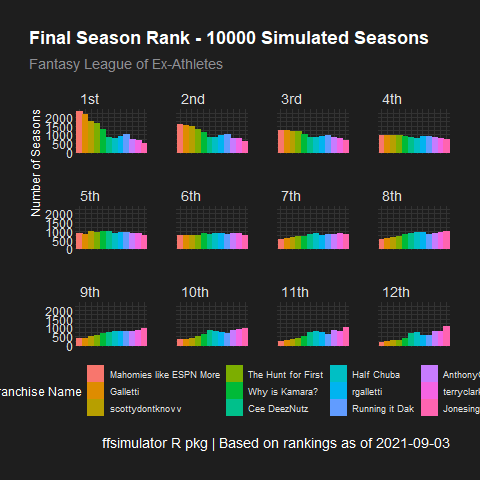 Final Season Rank - 10000 Simulated Seasons
Fantasy League of Ex-Athletes
1st 2nd 3rd 4th
2000
1500
1000
500
0
Number of Seasons
5th 6th 7th 8th
2000
1500
1000
500
0
9th 10th 11th 12th
2000
1500
1000
500
0
Mahomies like ESPN More The Hunt for First Half Chuba Anthony
ranchise Name Galletti Why is Kamara? rgalletti terryclark
scottydontknovv Cee DeezNutz Running it Dak Jonesing
ffsimulator R pkg | Based on rankings as of 2021-09-03